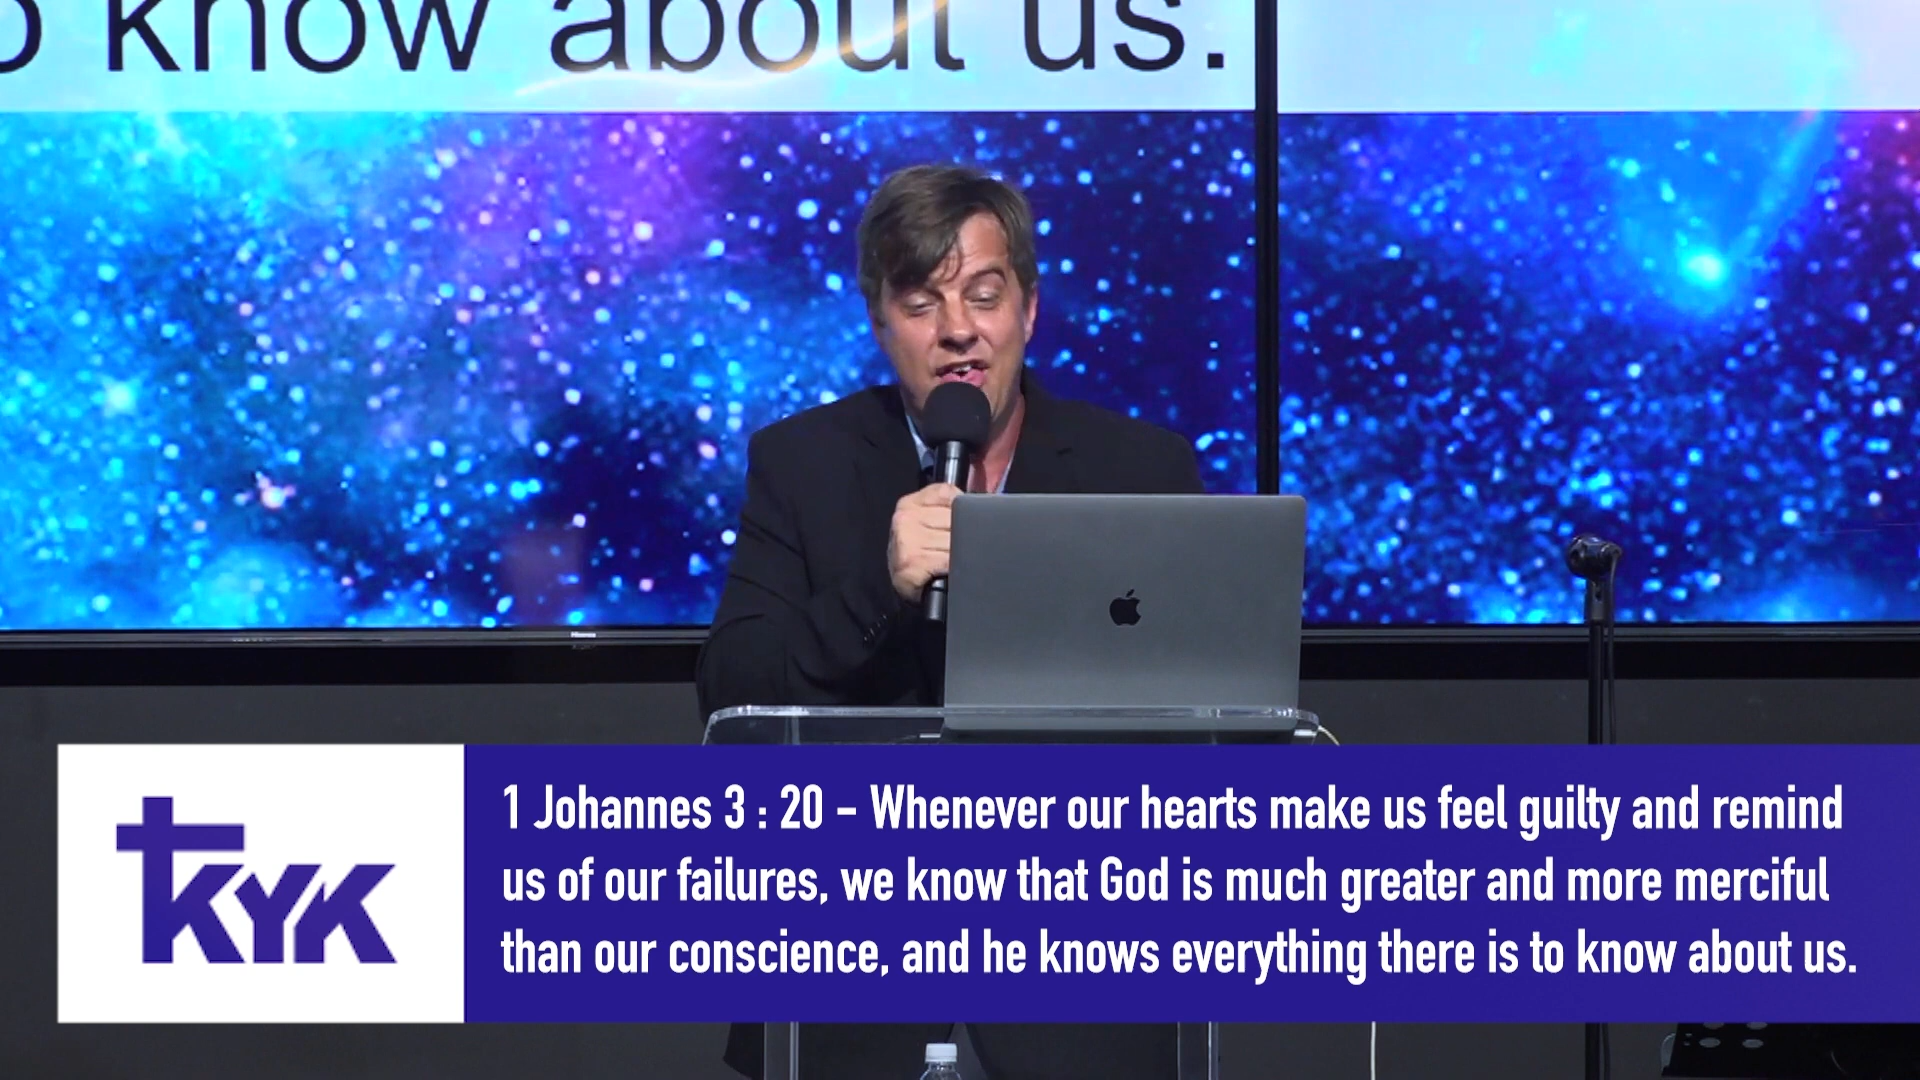 o know about us.
Hisense
KYK
1 Johannes 3 : 20 - Whenever our hearts make us feel guilty and remind
us of our failures, we know that God is much greater and more merciful
than our conscience, and he knows everything there is to know about us.